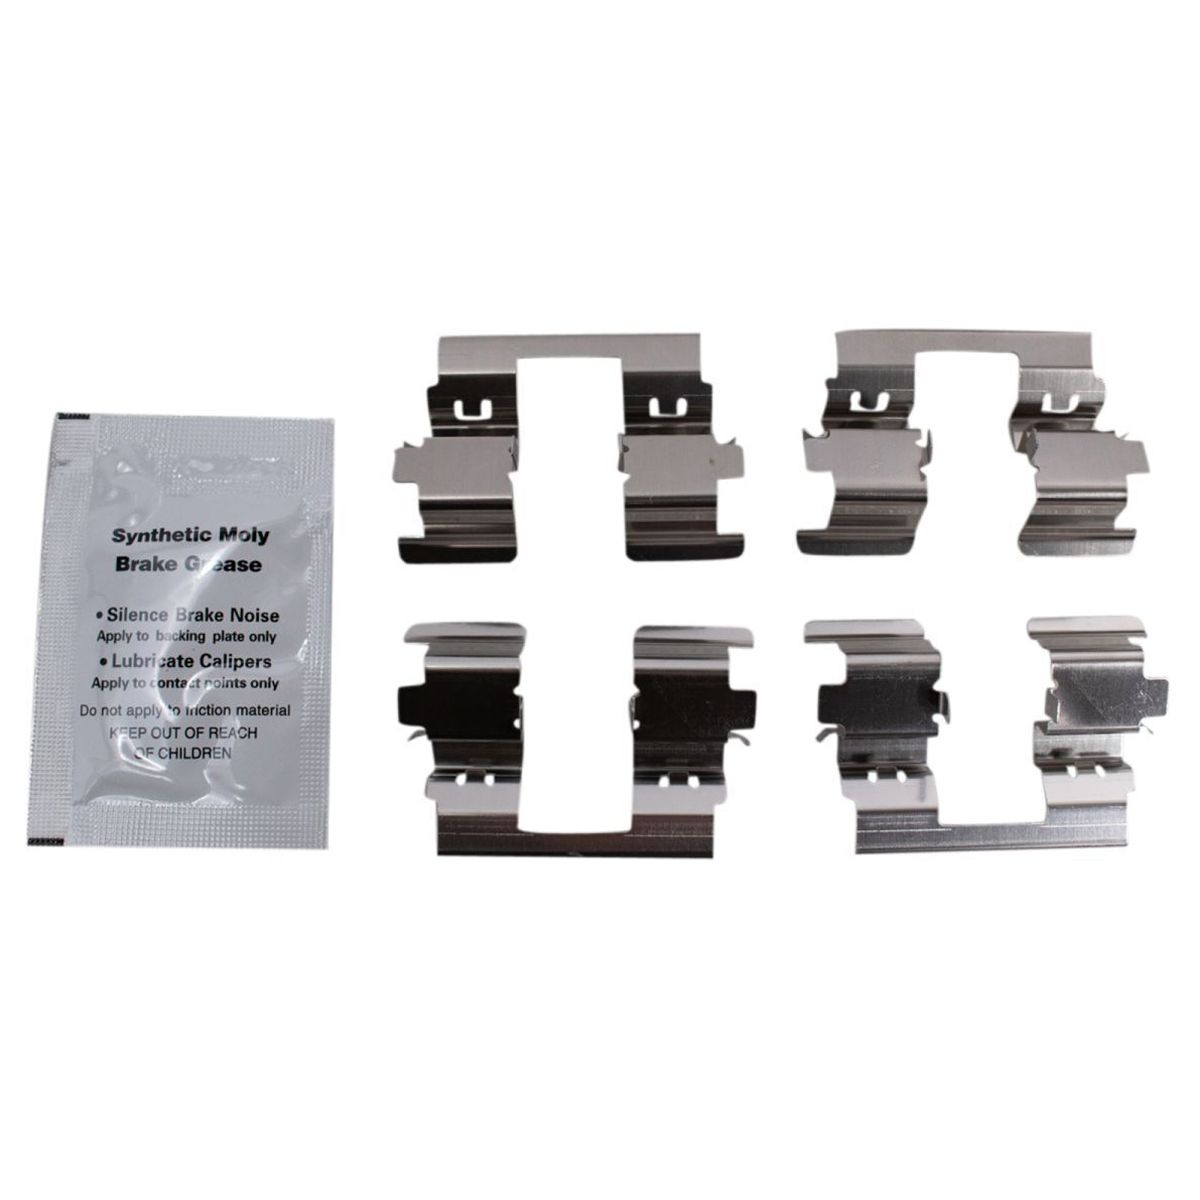 Synthetic Moly
Brake Grease
• Silence Brake Noise
Apply to backing plate only
• Lubricate Calipers
Apply to contact points only
Do not apply to friction material
KEEP OUT OF REACH
OF CHILDREN